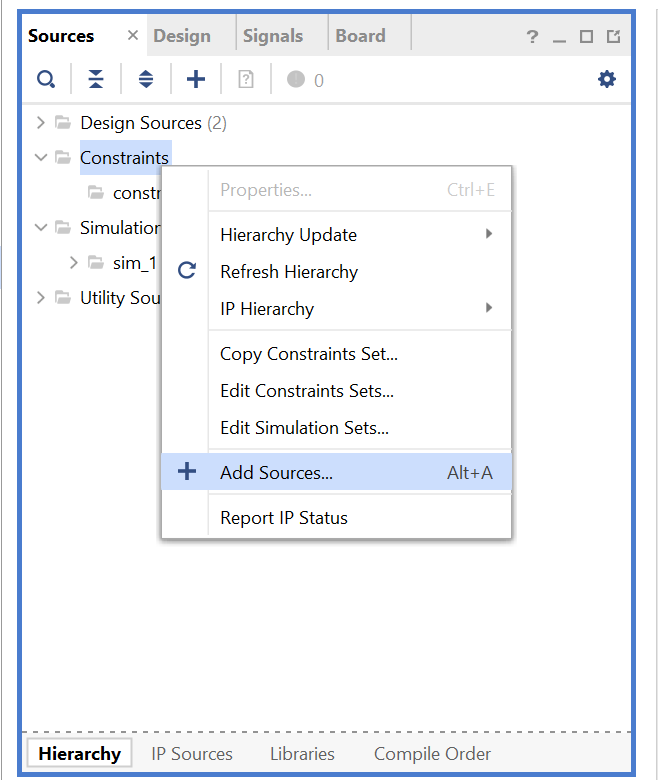 Sources × Design Signals Board ? 
0
Design Sources (2)
Constraints
constr
Properties... Ctrl+E
Simulation
Hierarchy Update
sim_1
Refresh Hierarchy
Utility Sou
IP Hierarchy
Copy Constraints Set...
Edit Constraints Sets...
Edit Simulation Sets...
Add Sources... Alt+A
Report IP Status
Hierarchy IP Sources Libraries Compile Order